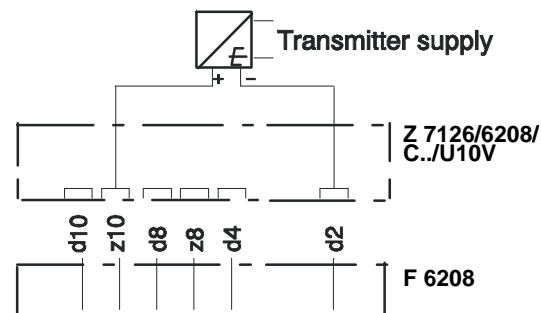 E
Transmitter supply
+ -
Z 7126/6208/
C../U10V
d10 z10 d8 z8 d4 d2
F 6208